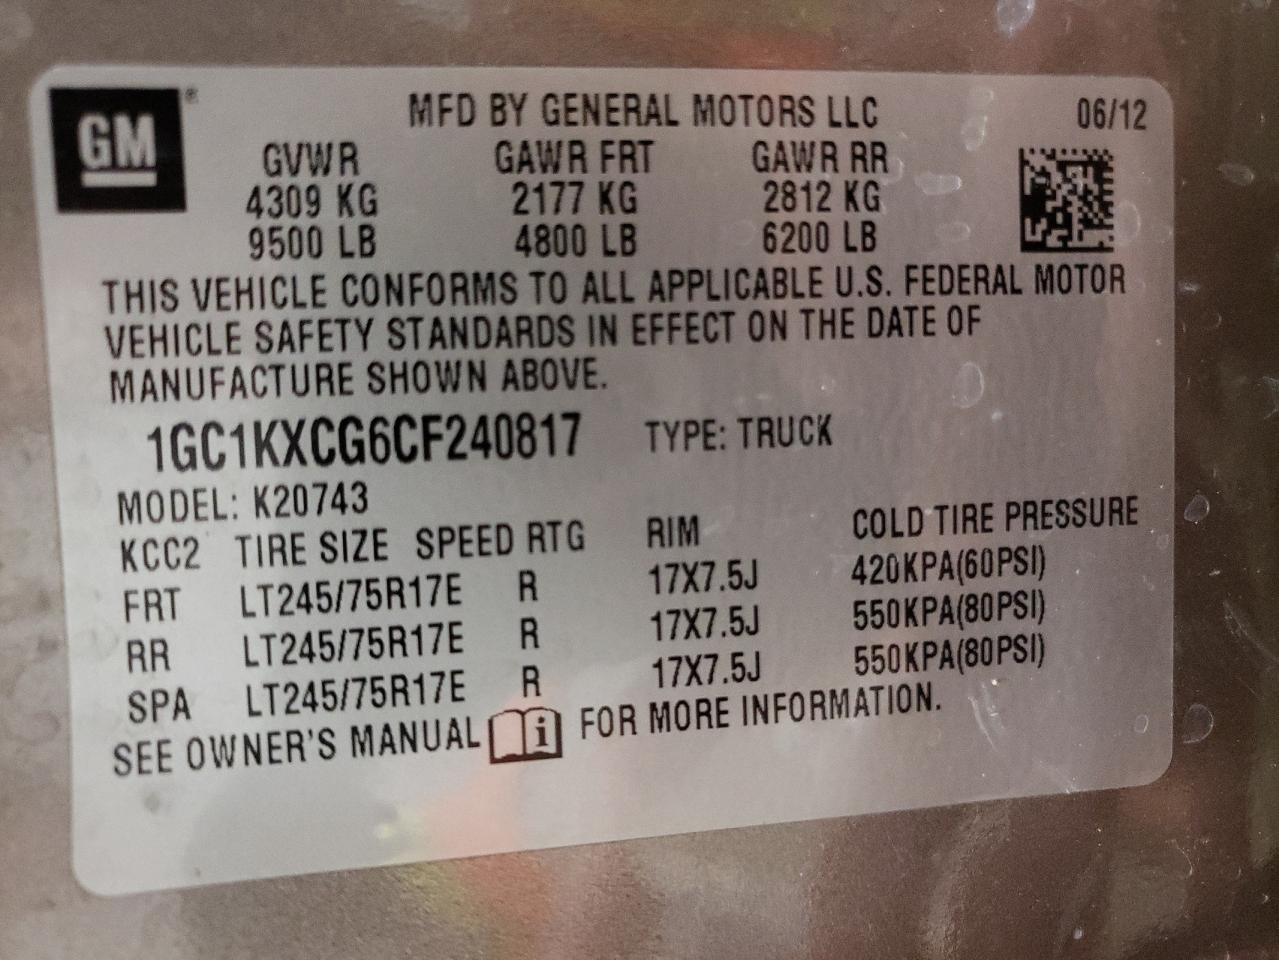 GM® MFD BY GENERAL MOTORS LLC 06/12
GVWR GAWR FRT GAWR RR
4309 KG 2177 KG 2812 KG
9500 LB 4800 LB 6200 LB
THIS VEHICLE CONFORMS TO ALL APPLICABLE U.S. FEDERAL MOTOR
VEHICLE SAFETY STANDARDS IN EFFECT ON THE DATE OF
MANUFACTURE SHOWN ABOVE.
1GC1KXCG6CF240817 TYPE: TRUCK
MODEL: K20743
KCC2 TIRE SIZE SPEED RTG RIM COLD TIRE PRESSURE
FRT LT245/75R17E R 17X7.5J 420KPA(60PSI)
RR LT245/75R17E R 17X7.5J 550KPA(80PSI)
SPA LT245/75R17E R 17X7.5J 550KPA(80PSI)
SEE OWNER'S MANUAL i FOR MORE INFORMATION.